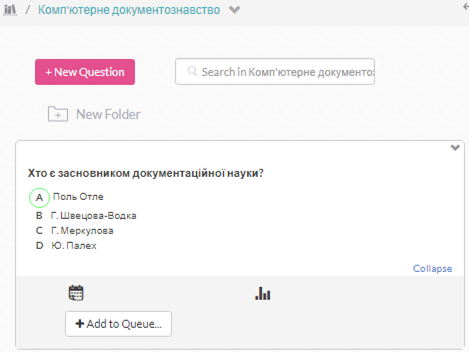 / Комп'ютерне документознавство
+ New Question
Search in Комп'ютерне документоз
New Folder
Хто є засновником документаційної науки?
A Поль Отле
B Г. Швецова-Водка
C Г. Меркулова
D Ю. Палех
Collapse
+ Add to Queue...